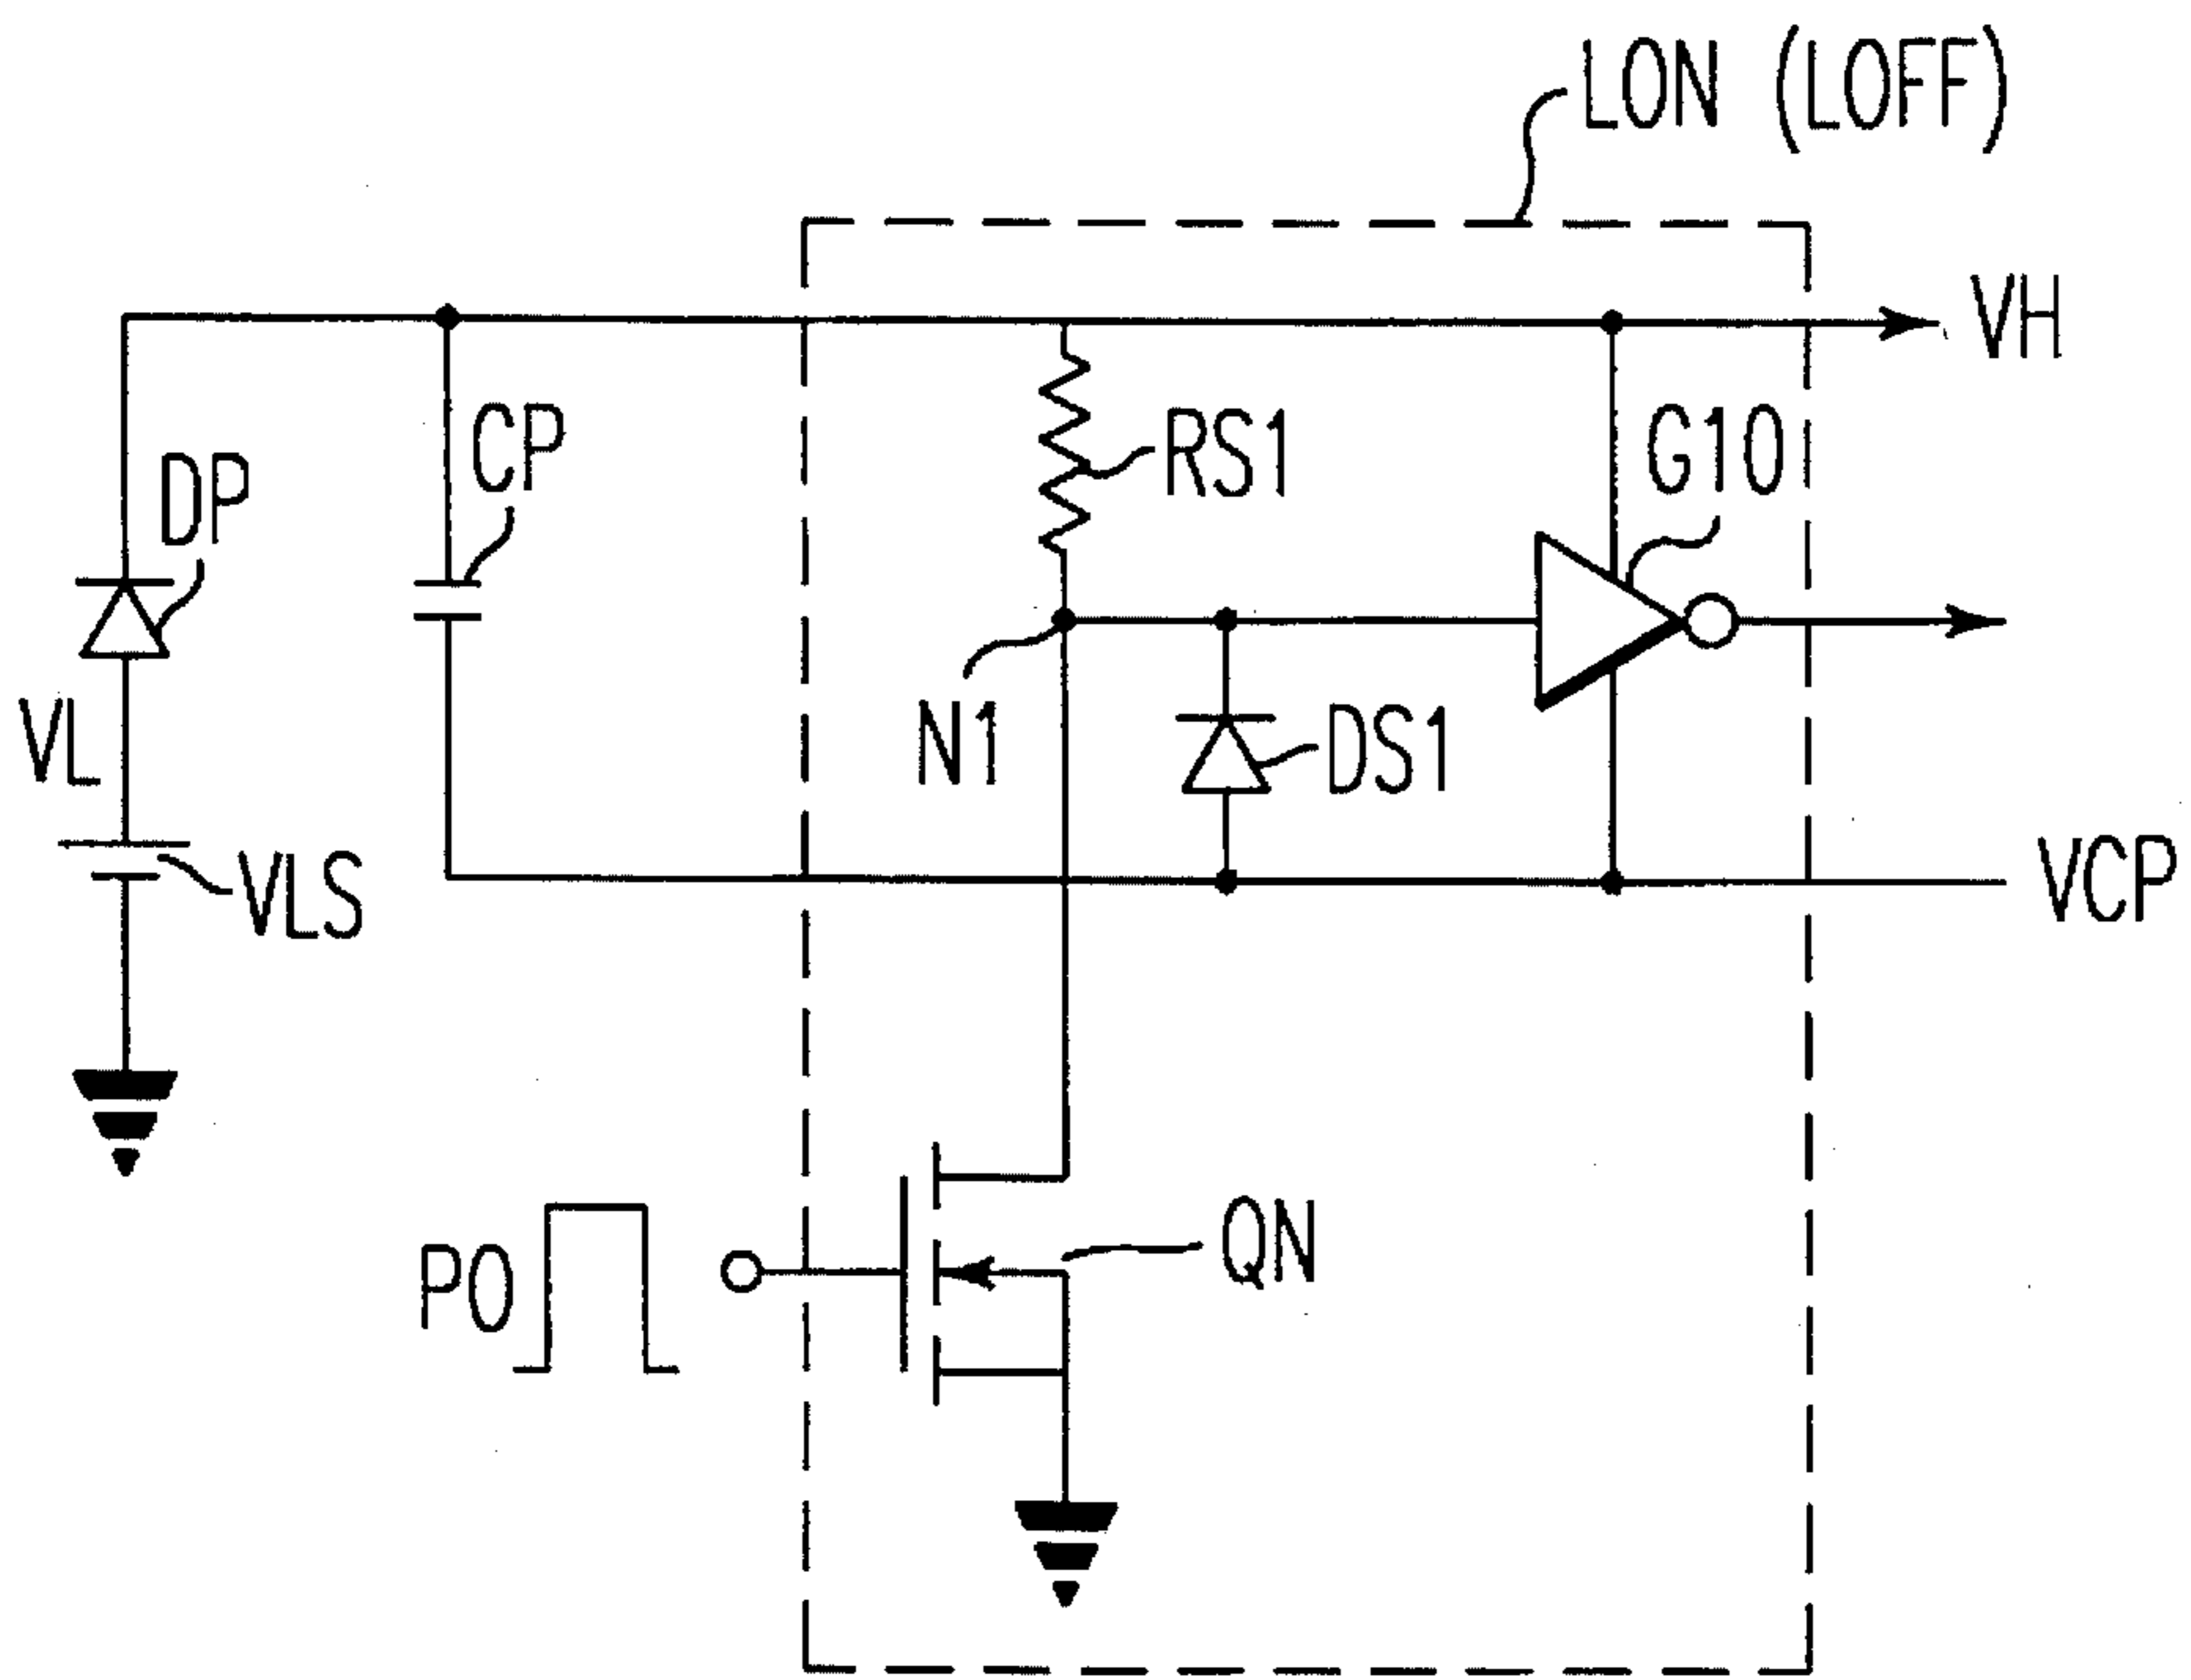 LON (LOFF)
VH
CP
RS1
G10
DP
VL
N1
DS1
VLS
VCP
QN
PO